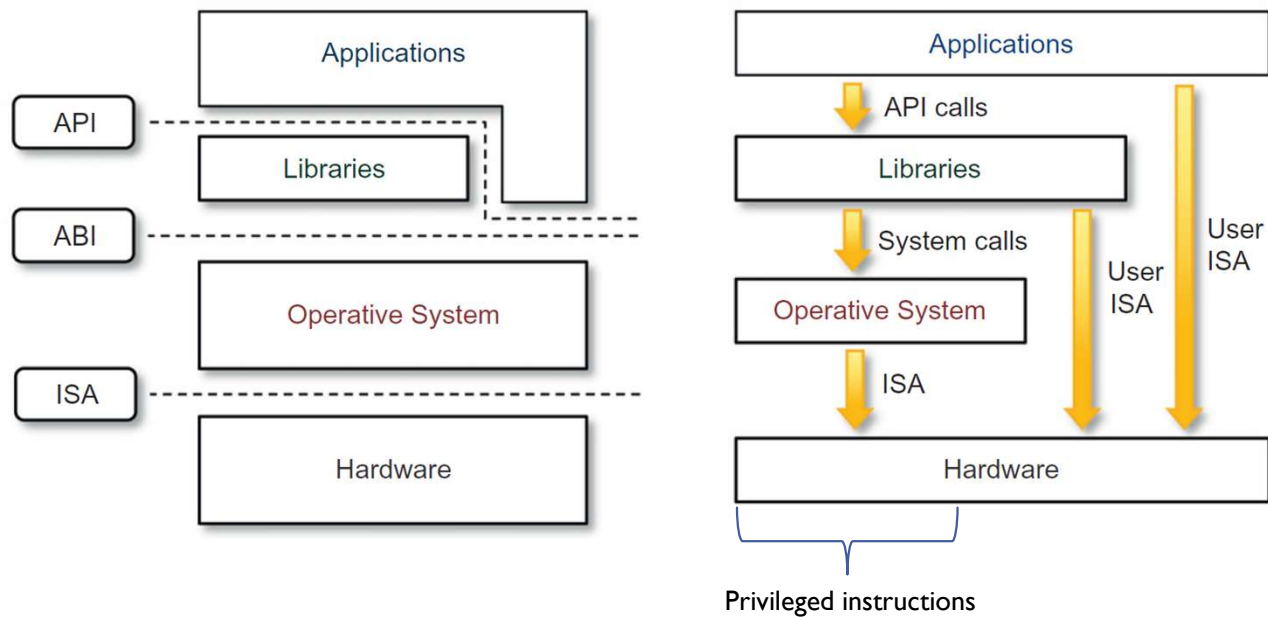 Applications
API
Libraries
ABI
Operative System
ISA
Hardware
Applications
API calls
Libraries
System calls
User
ISA
User
ISA
Operative System
ISA
Hardware
Privileged instructions